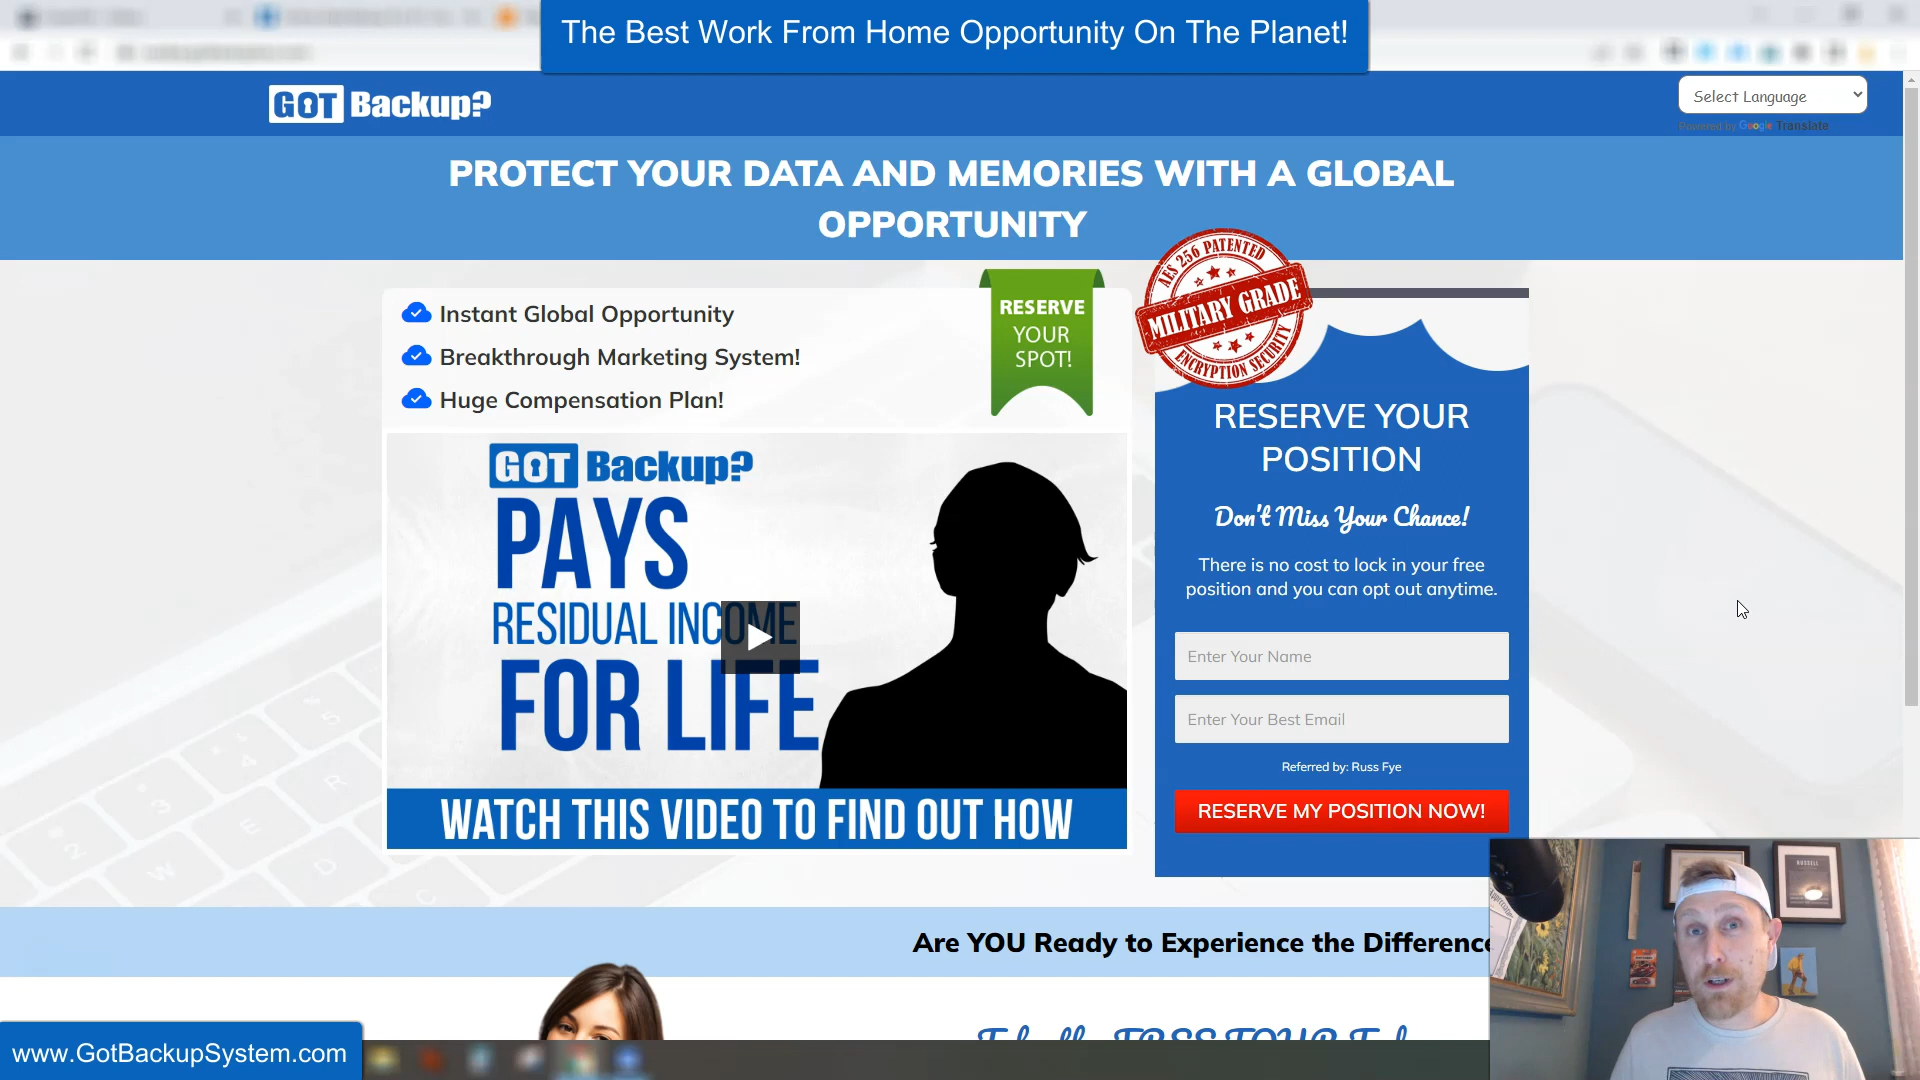 The Best Work From Home Opportunity On The Planet!
GOT Backup?
Select Language
Powered by Google Translate
PROTECT YOUR DATA AND MEMORIES WITH A GLOBAL
OPPORTUNITY
Instant Global Opportunity
Breakthrough Marketing System!
Huge Compensation Plan!
RESERVE
YOUR
SPOT!
AES 256 PATENTED
MILITARY GRADE
ENCRYPTION SECURITY
GOT Backup?
PAYS
RESIDUAL INCOME
FOR LIFE
WATCH THIS VIDEO TO FIND OUT HOW
RESERVE YOUR
POSITION
Don't Miss Your Chance!
There is no cost to lock in your free
position and you can opt out anytime.
Enter Your Name
Enter Your Best Email
Referred by: Russ Fye
RESERVE MY POSITION NOW!
Are YOU Ready to Experience the Difference
RUSSELL
www.GotBackupSystem.com